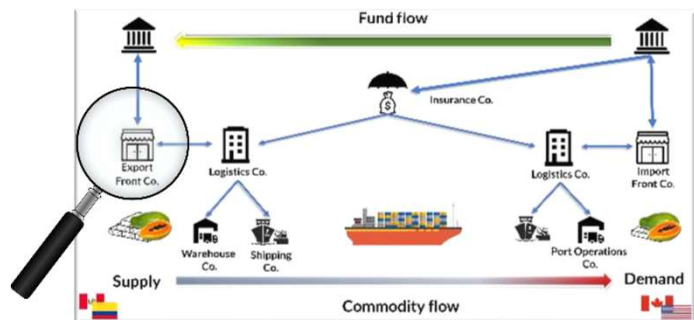 Fund flow
Insurance Co.
$
Export
Front Co.
Logistics Co.
Logistics Co.
Import
Front Co.
Warehouse
Co.
Shipping
Co.
Port Operations
Co.
Supply
Demand
Commodity flow